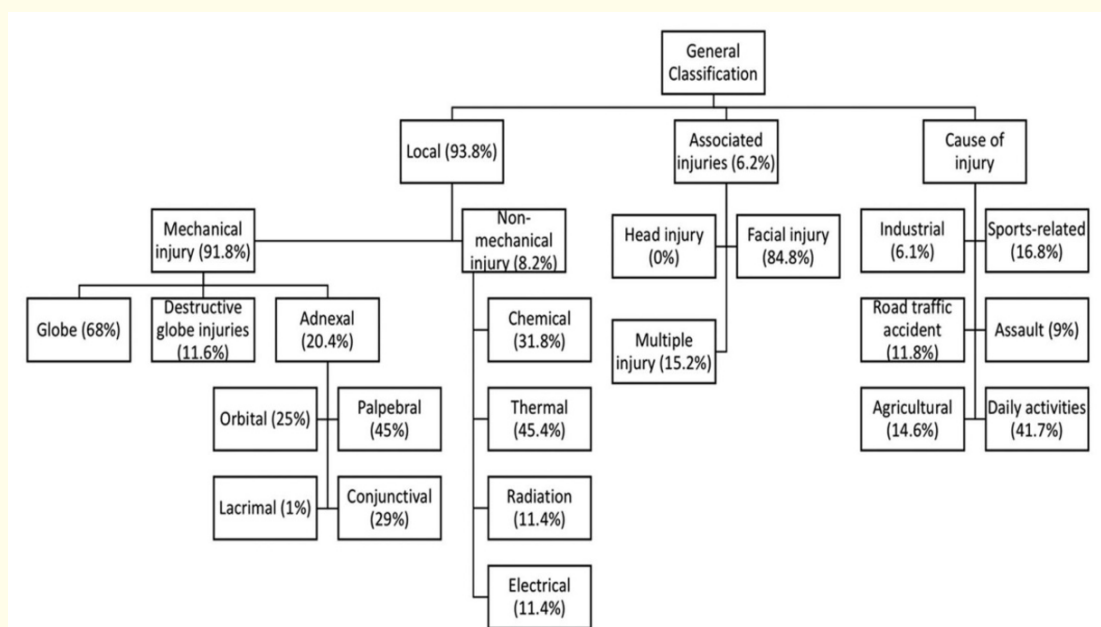 General
Classification
Local (93.8%)
Associated
injuries (6.2%)
Cause of
injury
Mechanical
injury (91.8%)
Non-
mechanical
injury (8.2%)
Head injury
(0%)
Facial injury
(84.8%)
Industrial
(6.1%)
Sports-related
(16.8%)
Globe (68%)
Destructive
globe injuries
(11.6%)
Adnexal
(20.4%)
Chemical
(31.8%)
Multiple
injury (15.2%)
Road traffic
accident
(11.8%)
Assault (9%)
Orbital (25%)
Palpebral
(45%)
Thermal
(45.4%)
Agricultural
(14.6%)
Daily activities
(41.7%)
Lacrimal (1%)
Conjunctival
(29%)
Radiation
(11.4%)
Electrical
(11.4%)